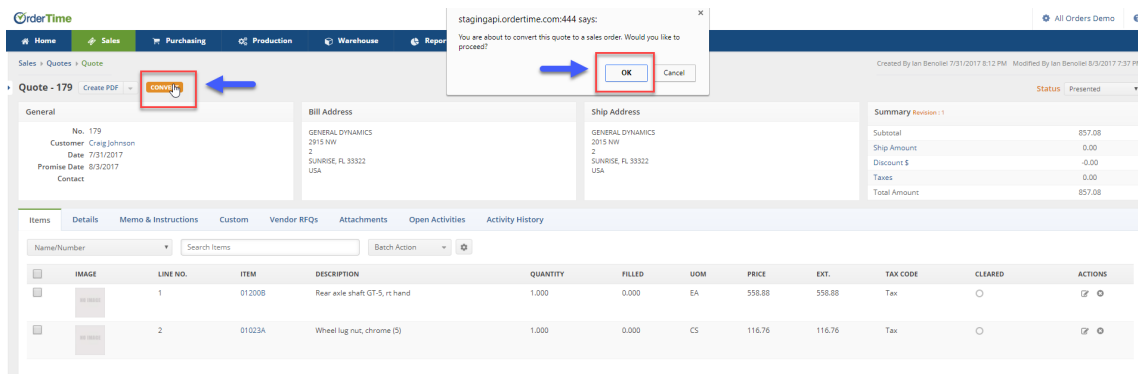 OrderTime
All Orders Demo
Home Sales Purchasing Production Warehouse Repor
stagingapi.ordertime.com:444 says:
You are about to convert this quote to a sales order. Would you like to
proceed?
OK Cancel
Sales › Quotes › Quote
Created By Ian Benoliel 7/31/2017 8:12 PM Modified By Ian Benoliel 8/3/2017 7:37 PM
Quote - 179 Create PDF CONVERT
Status Presented
General
No. 179
Customer Craig Johnson
Date 7/31/2017
Promise Date 8/3/2017
Contact
Bill Address
GENERAL DYNAMICS
2915 NW
2
SUNRISE, FL 33322
USA
Ship Address
GENERAL DYNAMICS
2015 NW
2
SUNRISE, FL 33322
USA
Summary Revision : 1
Subtotal 857.08
Ship Amount 0.00
Discount $ -0.00
Taxes 0.00
Total Amount 857.08
Items Details Memo & Instructions Custom Vendor RFQs Attachments Open Activities Activity History
Name/Number Search Items Batch Action
IMAGE LINE NO. ITEM DESCRIPTION QUANTITY FILLED UOM PRICE EXT. TAX CODE CLEARED ACTIONS
NO IMAGE 1 01200B Rear axle shaft GT-5, rt hand 1.000 0.000 EA 558.88 558.88 Tax
NO IMAGE 2 01023A Wheel lug nut, chrome (5) 1.000 0.000 CS 116.76 116.76 Tax